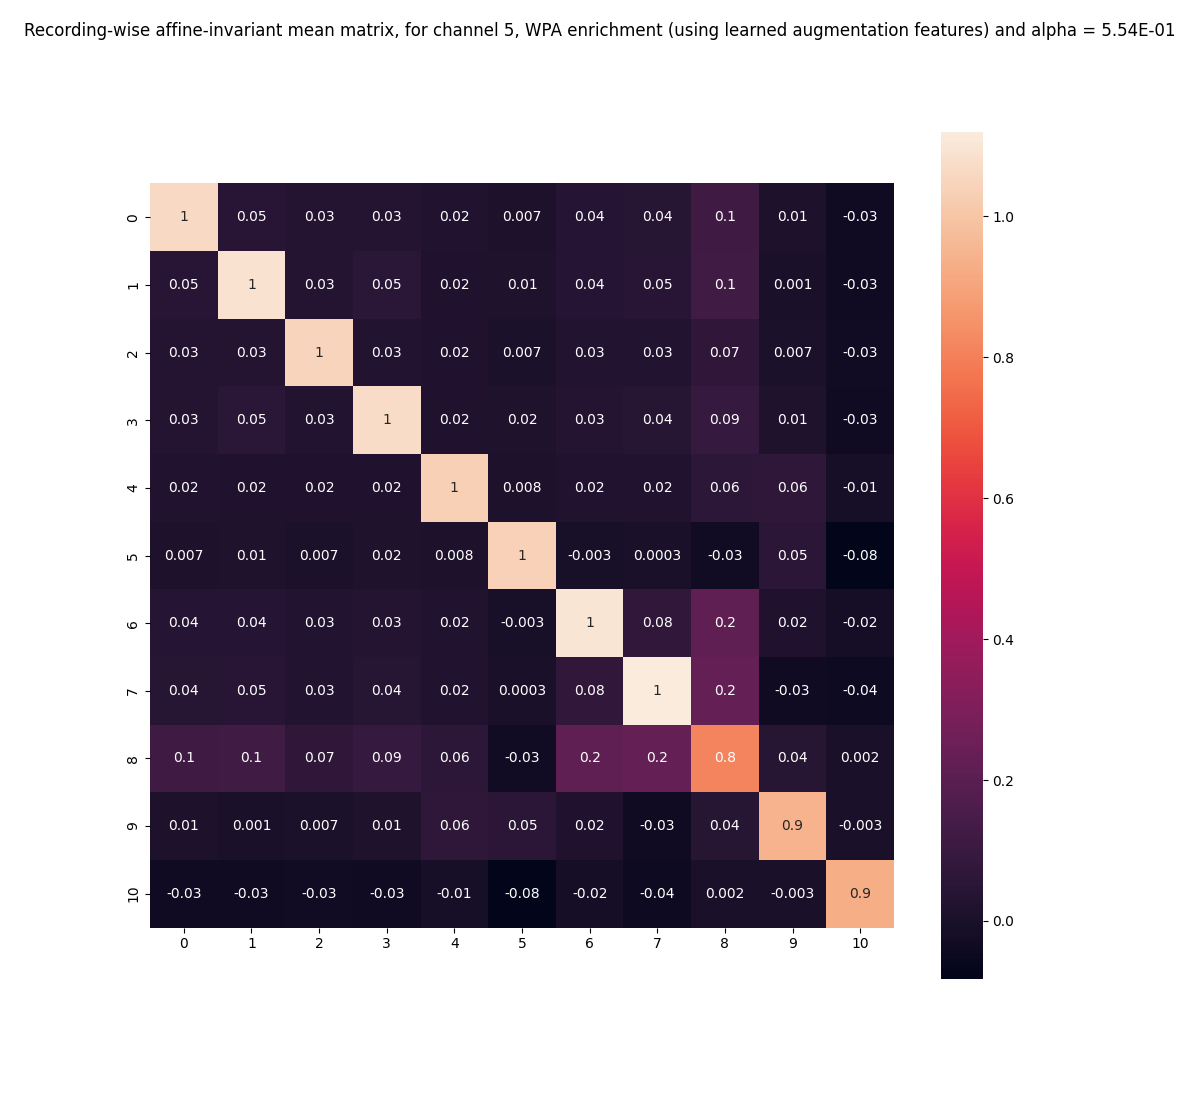 Recording-wise affine-invariant mean matrix, for channel 5, WPA enrichment (using learned augmentation features) and alpha = 5.54E-01
0 1 0.05 0.03 0.03 0.02 0.007 0.04 0.04 0.1 0.01 -0.03
1 0.05 1 0.03 0.05 0.02 0.01 0.04 0.05 0.1 0.001 -0.03
2 0.03 0.03 1 0.03 0.02 0.007 0.03 0.03 0.07 0.007 -0.03
3 0.03 0.05 0.03 1 0.02 0.02 0.03 0.04 0.09 0.01 -0.03
4 0.02 0.02 0.02 0.02 1 0.008 0.02 0.02 0.06 0.06 -0.01
5 0.007 0.01 0.007 0.02 0.008 1 -0.003 0.0003 -0.03 0.05 -0.08
6 0.04 0.04 0.03 0.03 0.02 -0.003 1 0.08 0.2 0.02 -0.02
7 0.04 0.05 0.03 0.04 0.02 0.0003 0.08 1 0.2 -0.03 -0.04
8 0.1 0.1 0.07 0.09 0.06 -0.03 0.2 0.2 0.8 0.04 0.002
9 0.01 0.001 0.007 0.01 0.06 0.05 0.02 -0.03 0.04 0.9 -0.003
10 -0.03 -0.03 -0.03 -0.03 -0.01 -0.08 -0.02 -0.04 0.002 -0.003 0.9
0 1 2 3 4 5 6 7 8 9 10
1.0
0.8
0.6
0.4
0.2
0.0